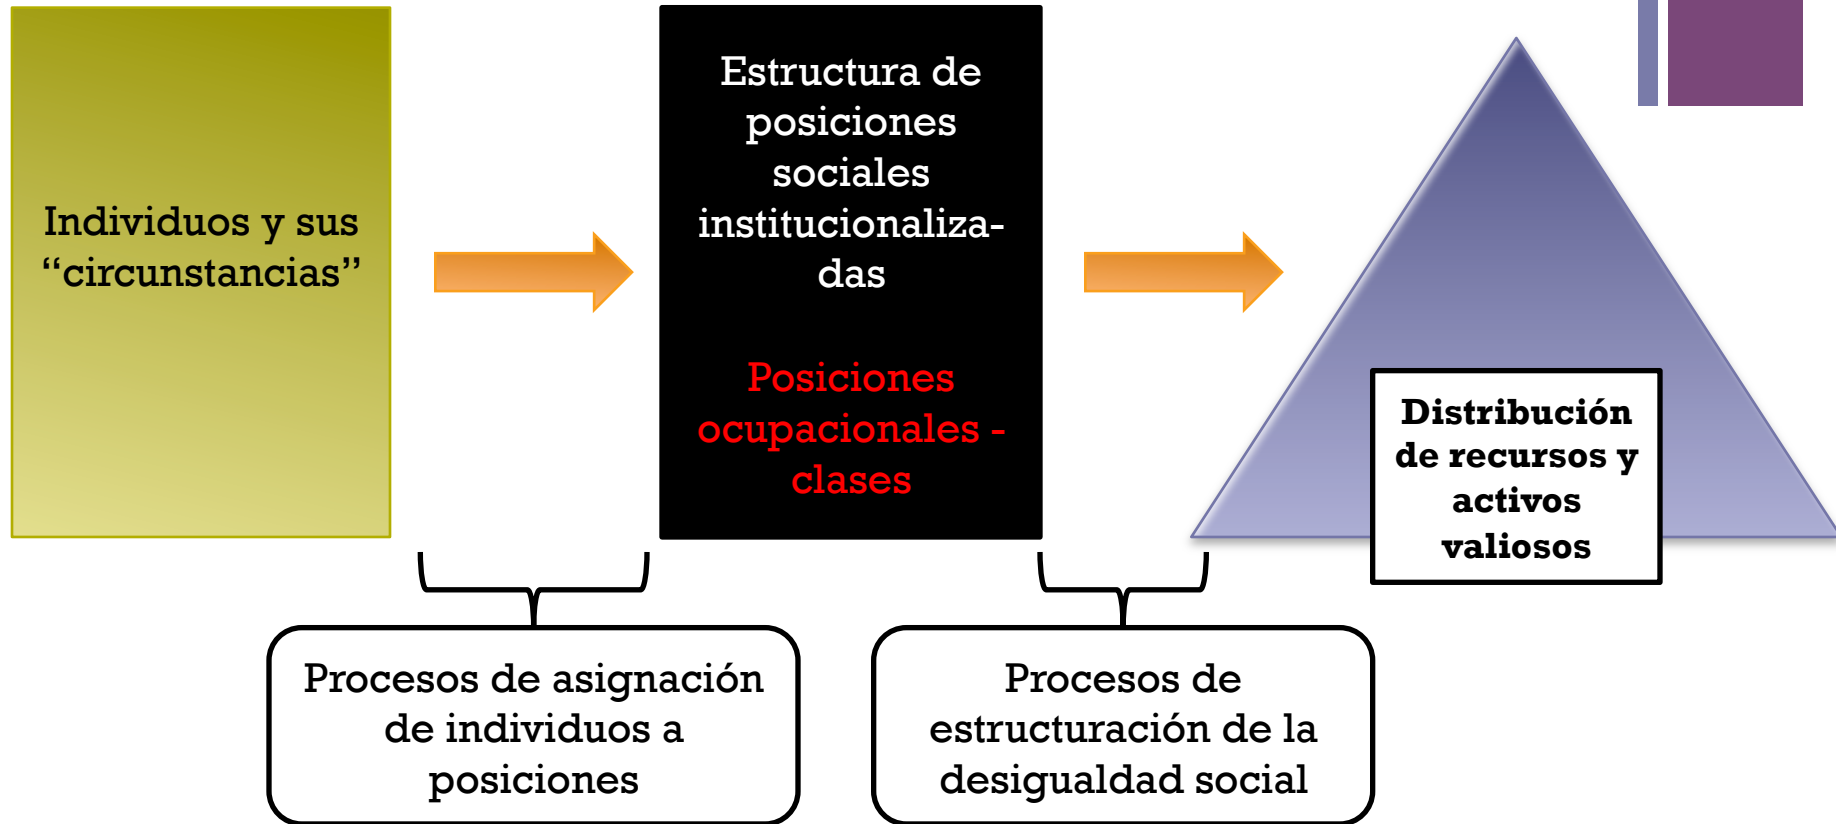 Individuos y sus
“circunstancias”
Estructura de
posiciones
sociales
institucionaliza-
das
Posiciones
ocupacionales -
clases
Distribución
de recursos y
activos
valiosos
Procesos de asignación
de individuos a
posiciones
Procesos de
estructuración de la
desigualdad social